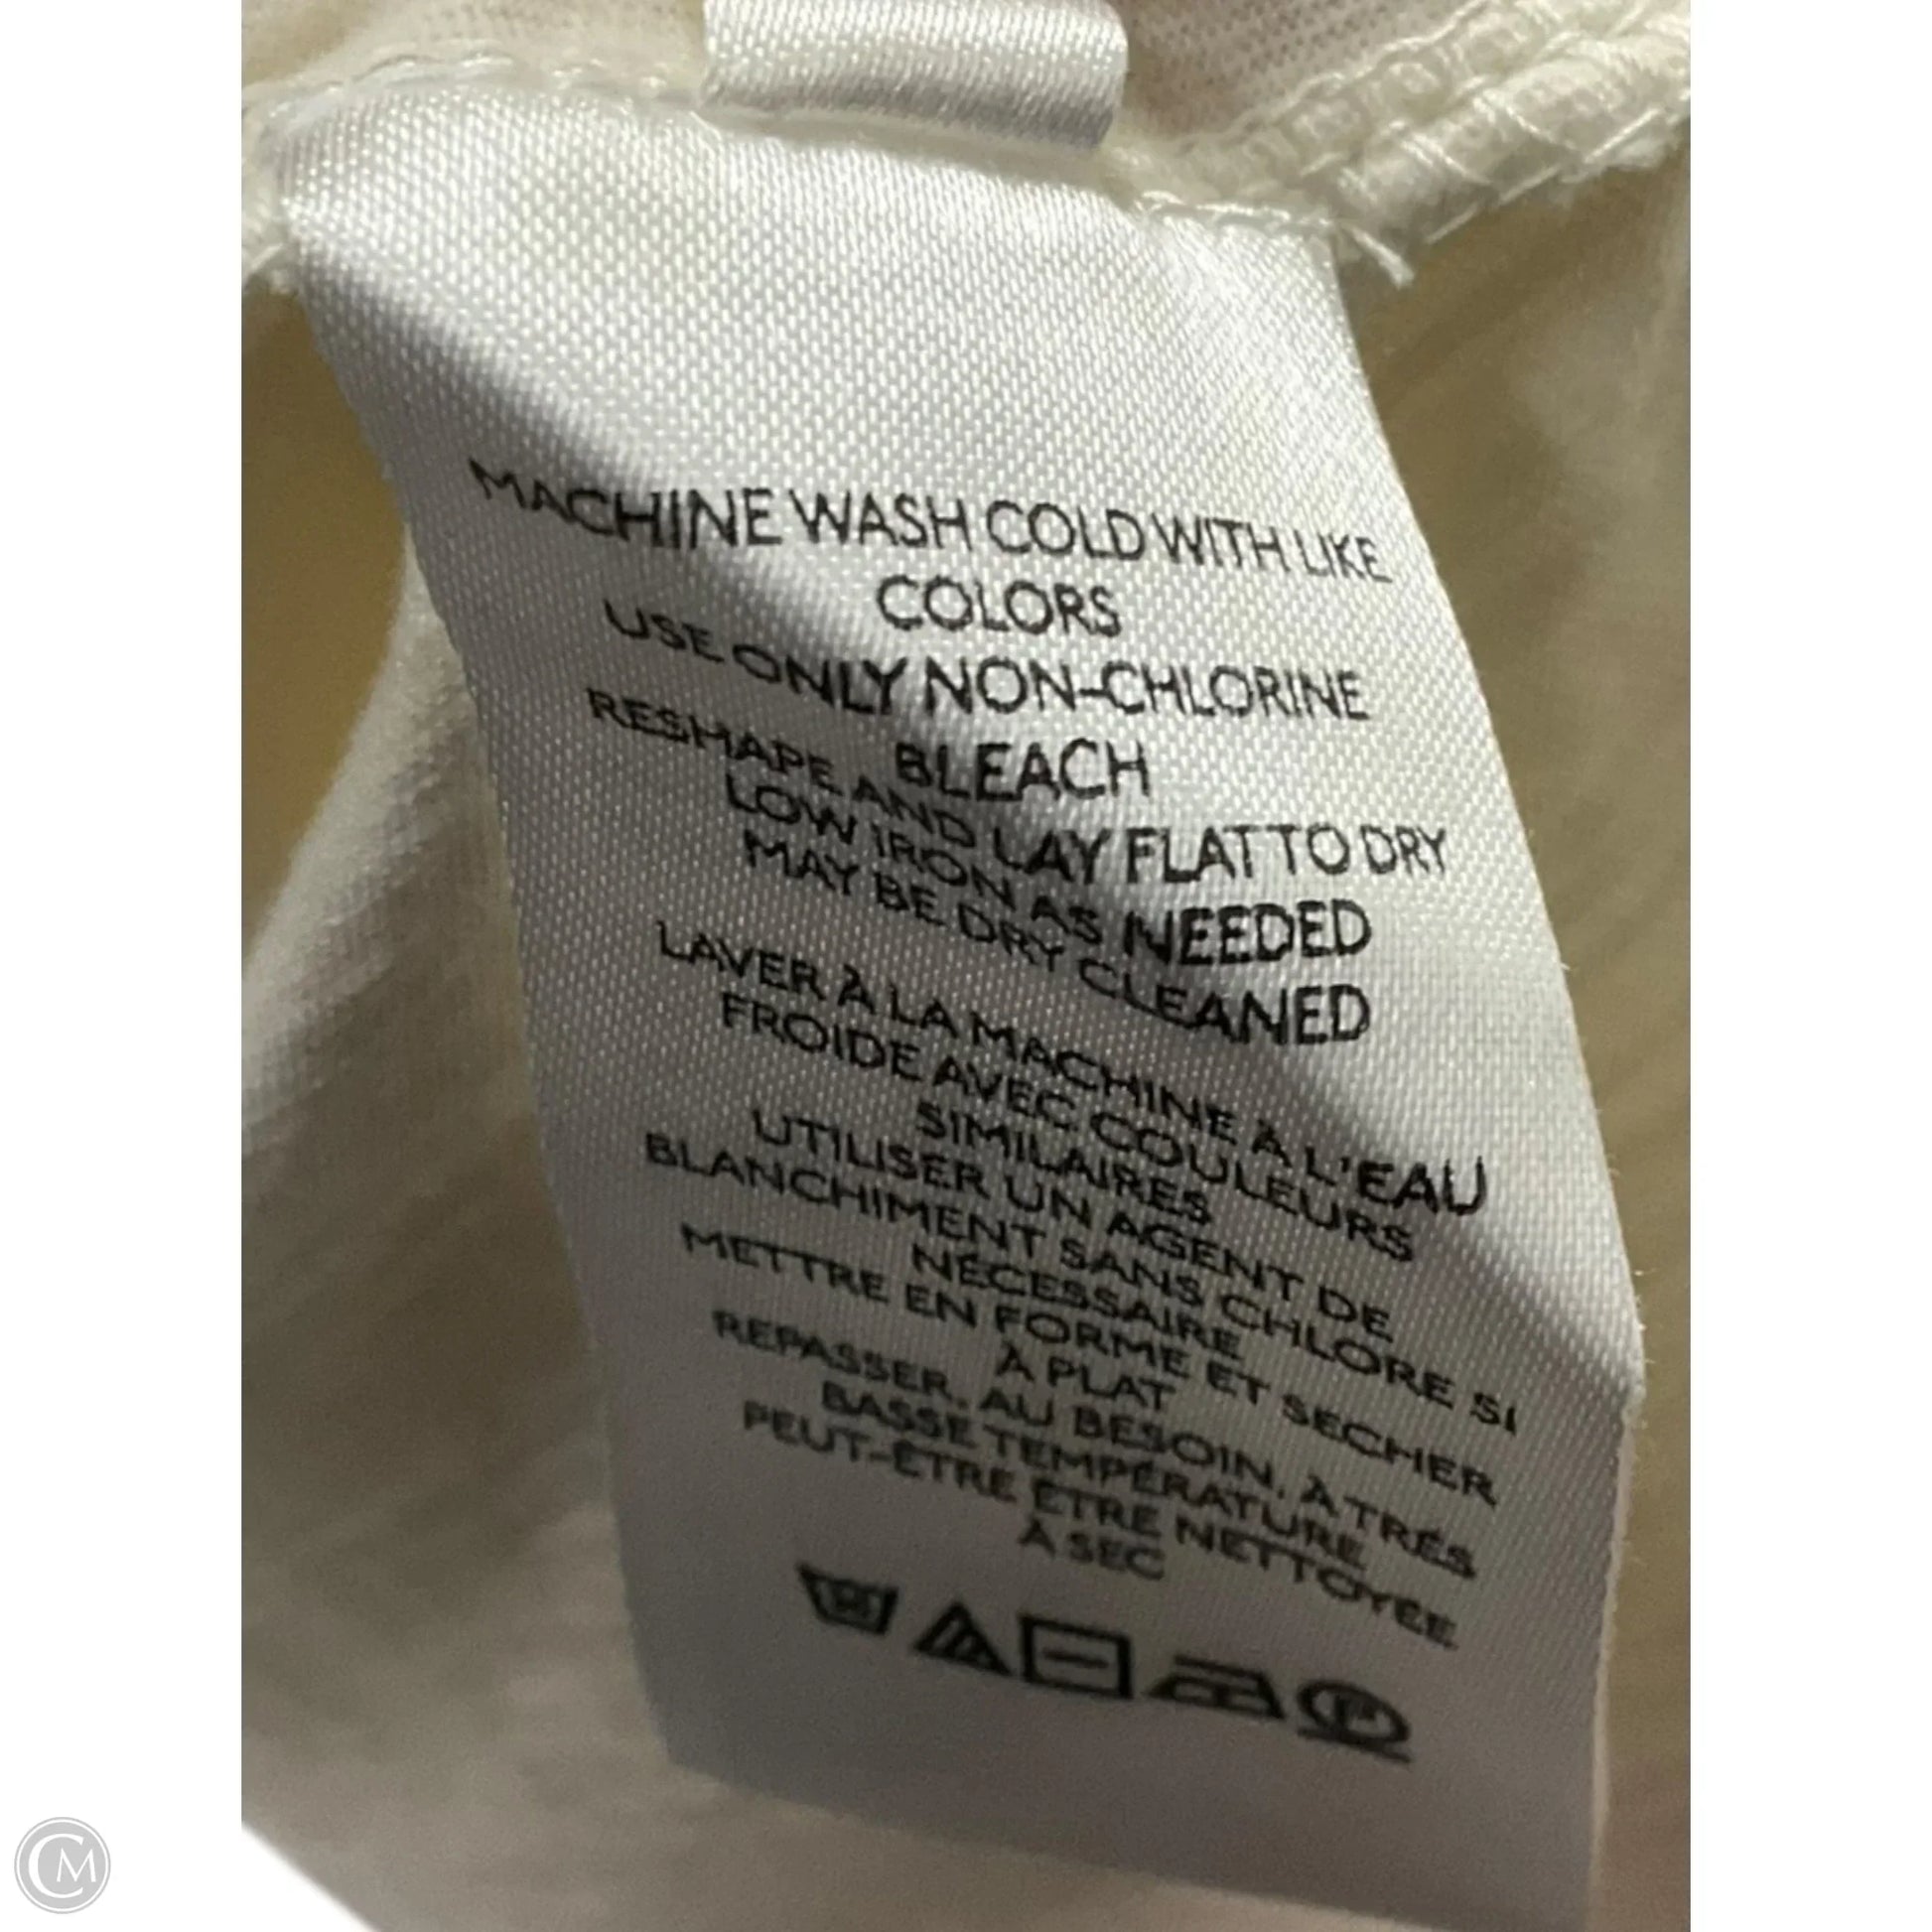 MACHINE WASH COLD WITH LIKE
COLORS
USE ONLY NON-CHLORINE
BLEACH
RESHAPE AND LAY FLAT TO DRY
LOW IRON AS NEEDED
MAY BE DRY CLEANED
LAVER À LA MACHINE À L'EAU
FROIDE AVEC COULEURS
SIMILAIRES
UTILISER UN AGENT DE
BLANCHIMENT SANS CHLORE SI
NÉCESSAIRE
METTRE EN FORME ET SÉCHER
À PLAT
REPASSER, AU BESOIN, À TRÉS
BASSE TEMPÉRATURE
PEUT-ÊTRE ÊTRE NETTOYÉE
À SEC
P
CM